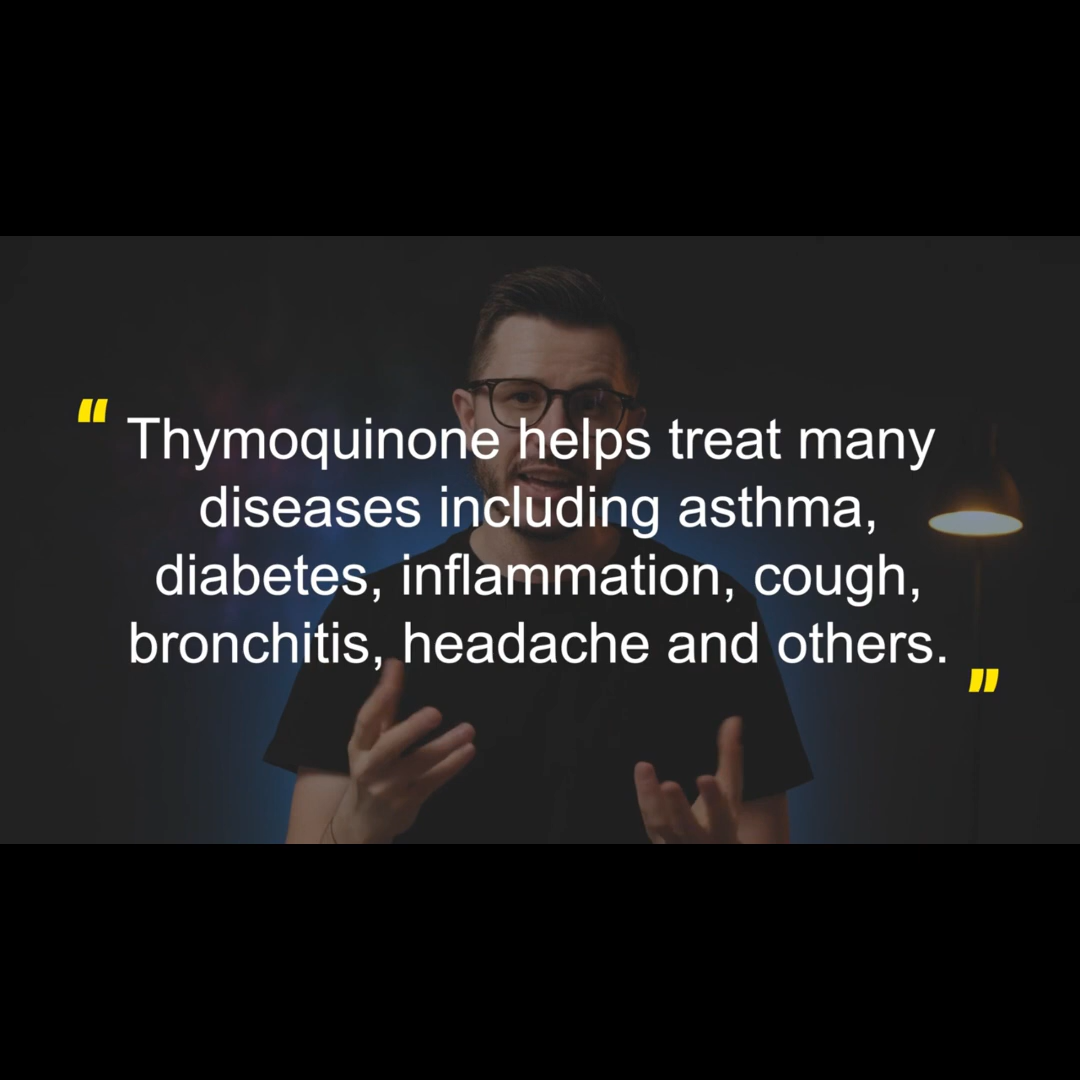 " Thymoquinone helps treat many
diseases including asthma,
diabetes, inflammation, cough,
bronchitis, headache and others. "